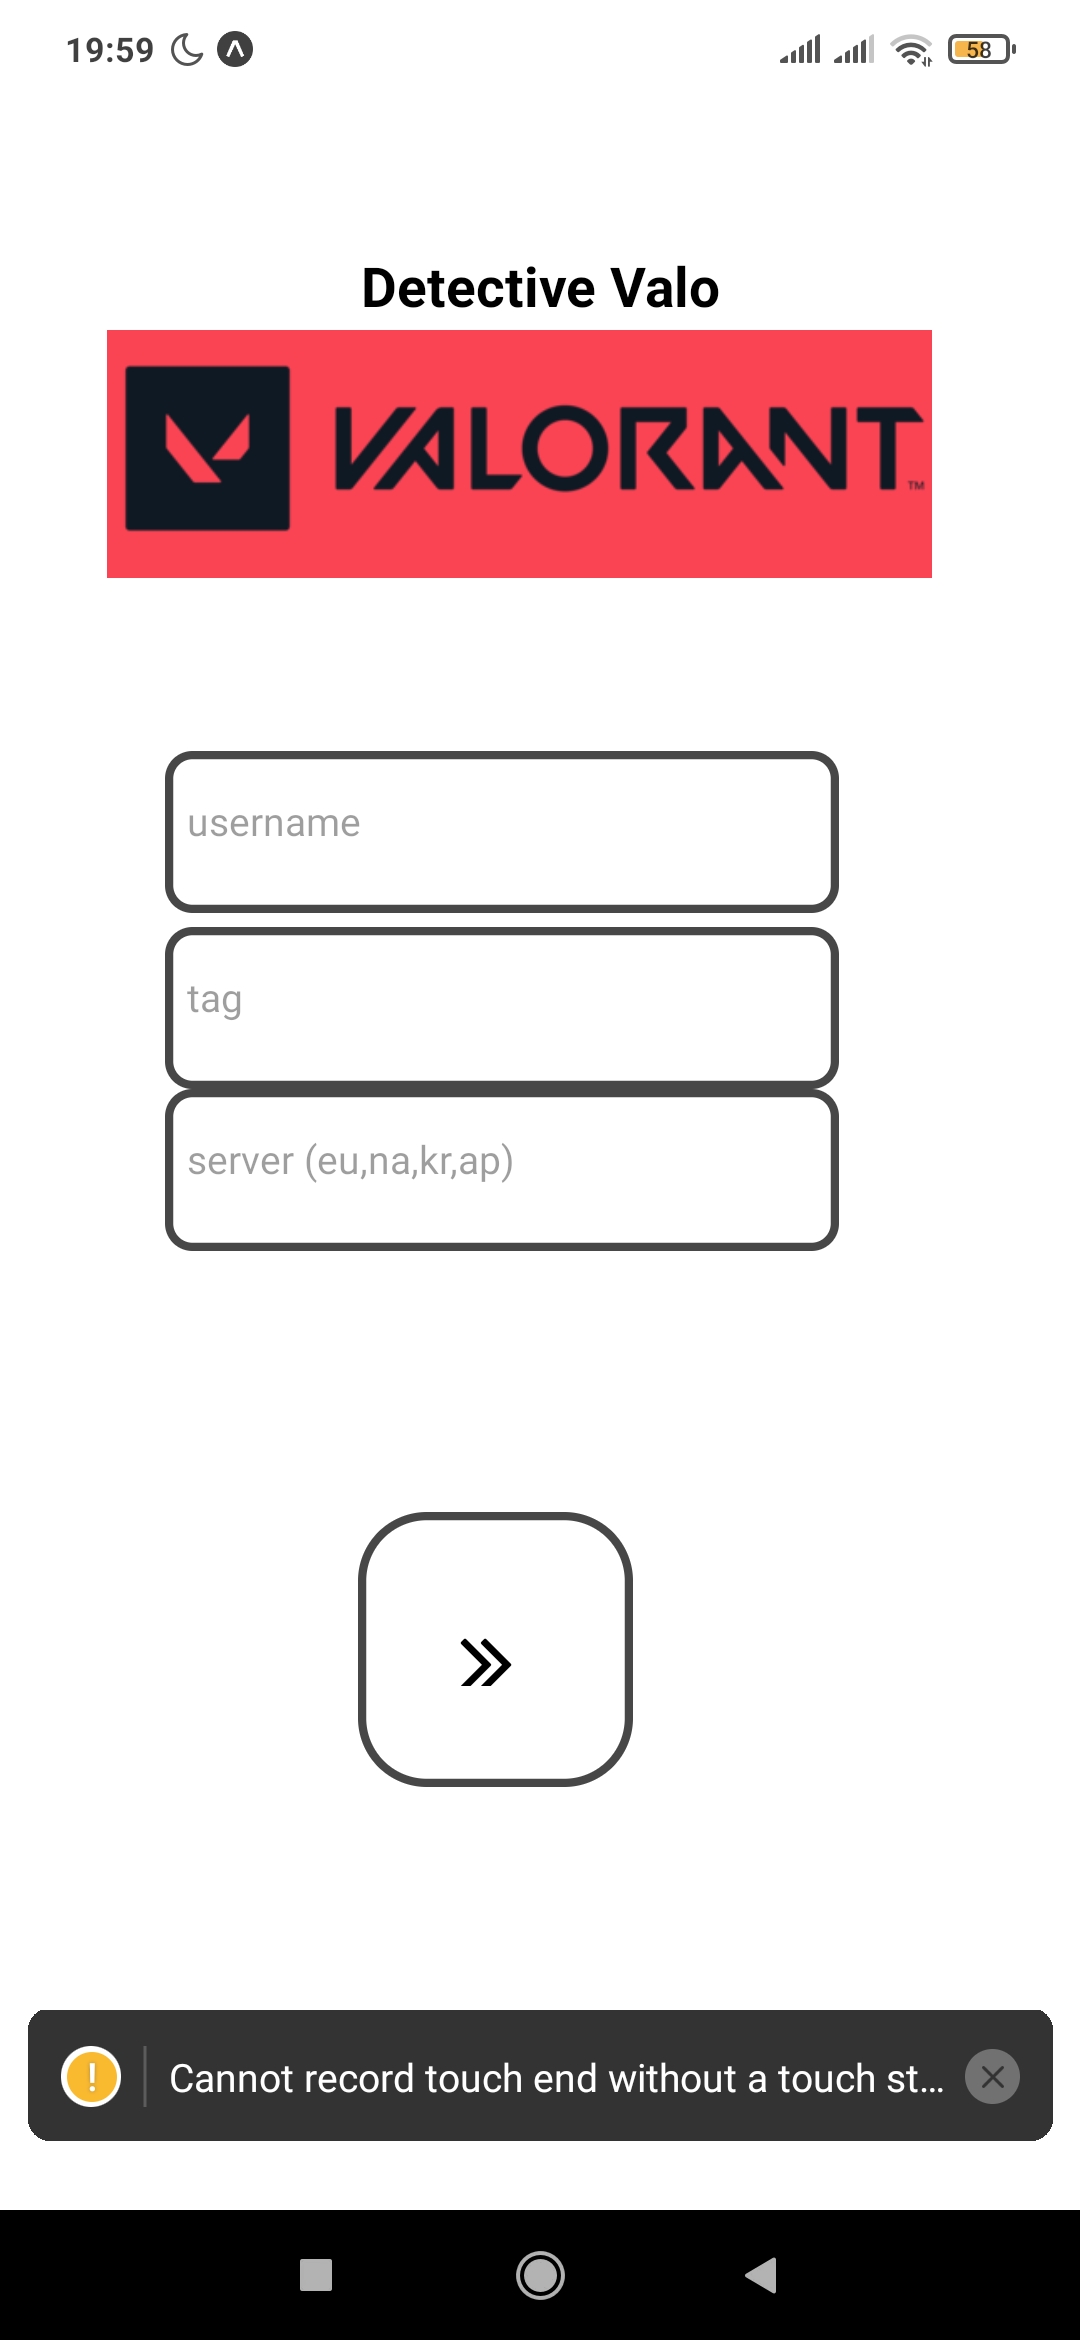 19:59
58
Detective Valo
VALORANT™
username
tag
server (eu,na,kr,ap)
Cannot record touch end without a touch st...